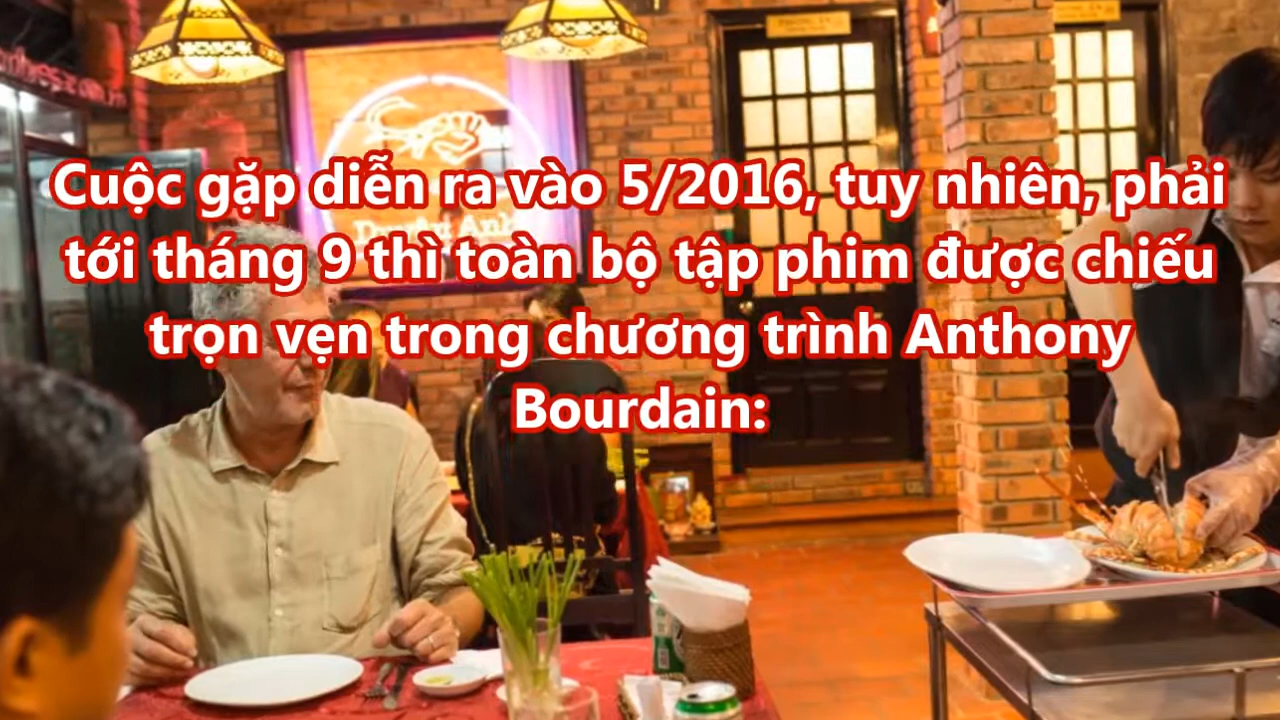 Cuộc gặp diễn ra vào 5/2016, tuy nhiên, phải
tới tháng 9 thì toàn bộ tập phim được chiếu
trọn vẹn trong chương trình Anthony
Bourdain: